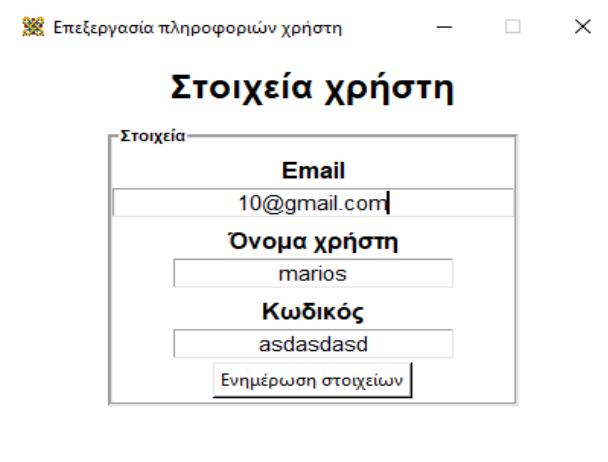 Επεξεργασία πληροφοριών χρήστη
Στοιχεία χρήστη
Στοιχεία
Email
10@gmail.com
Όνομα χρήστη
marios
Κωδικός
asdasdasd
Ενημέρωση στοιχείων